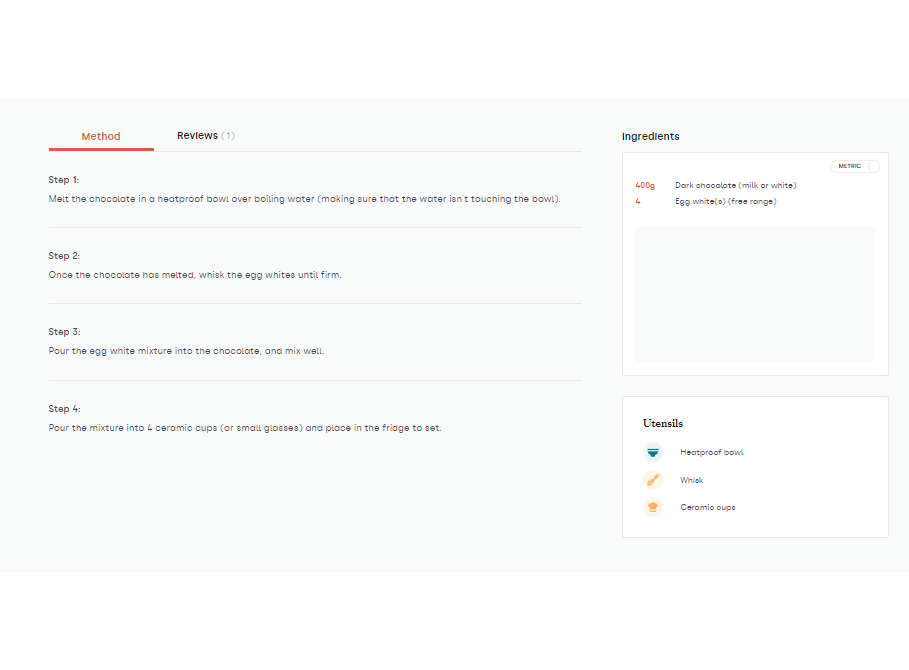 Method
Reviews (1)
Step 1:
Melt the chocolate in a heatproof bowl over boiling water (making sure that the water isn't touching the bowl).
Step 2:
Once the chocolate has melted, whisk the egg whites until firm.
Step 3:
Pour the egg white mixture into the chocolate, and mix well.
Step 4:
Pour the mixture into 4 ceramic cups (or small glasses) and place in the fridge to set.
Ingredients
METRIC
400g Dark chocolate (milk or white)
4 Egg white(s) (free range)
Utensils
Heatproof bowl
Whisk
Ceramic cups